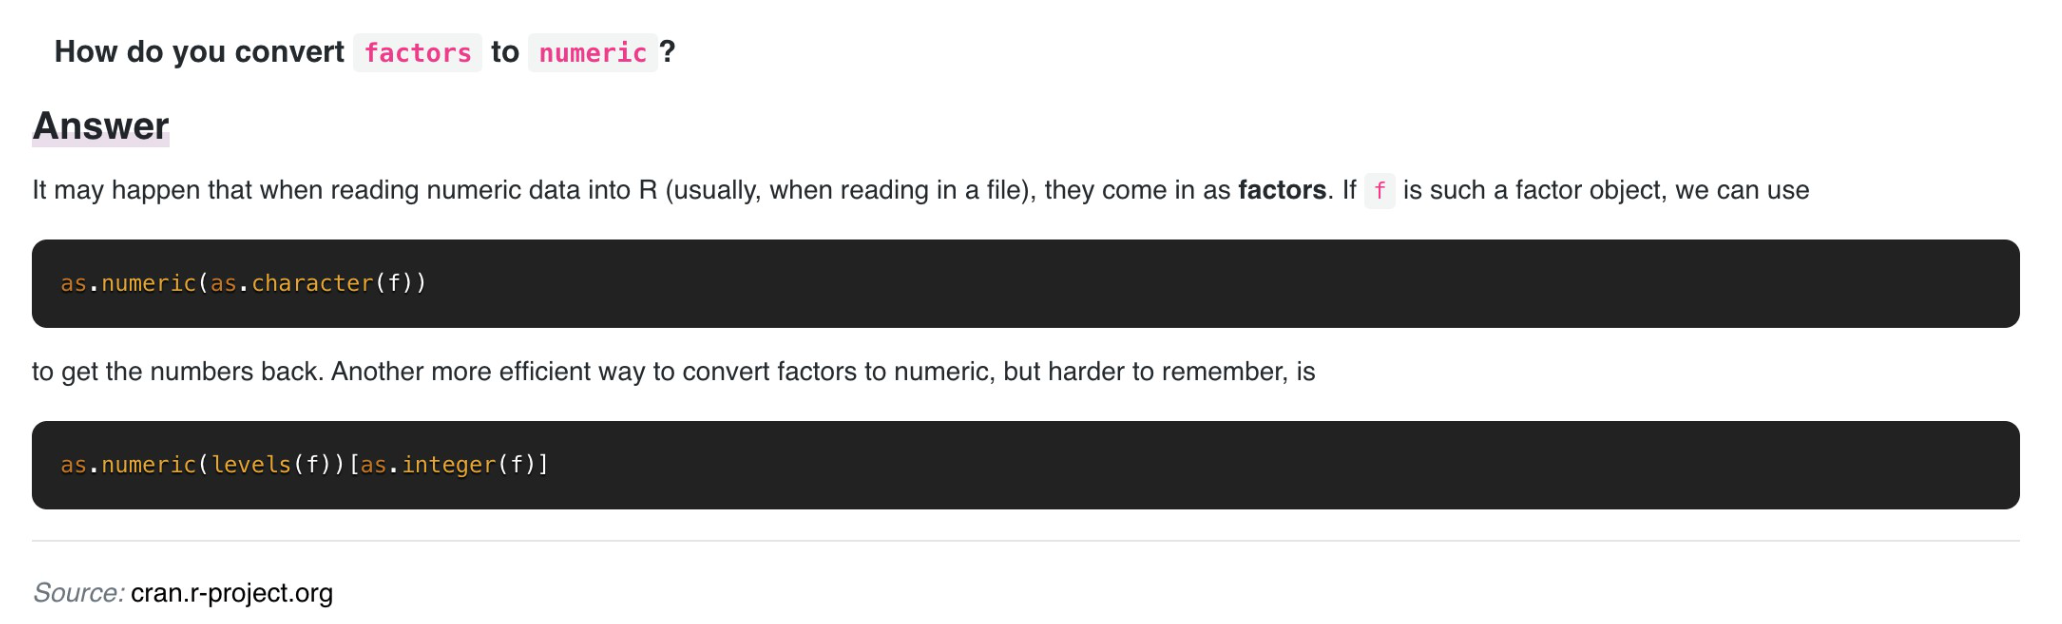 How do you convert factors to numeric?
Answer
It may happen that when reading numeric data into R (usually, when reading in a file), they come in as factors. If f is such a factor object, we can use
as.numeric(as.character(f))
to get the numbers back. Another more efficient way to convert factors to numeric, but harder to remember, is
as.numeric(levels(f))[as.integer(f)]
Source: cran.r-project.org